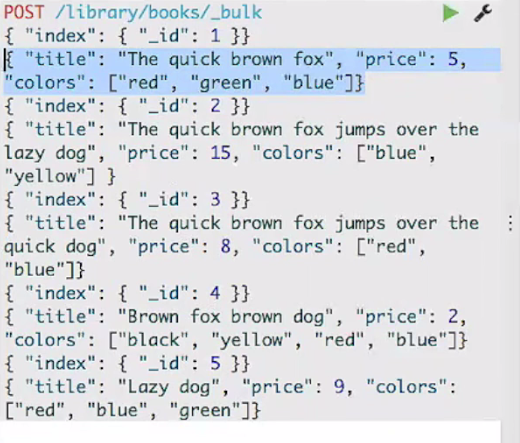 POST /library/books/_bulk
{ "index": { "_id": 1 }}
{ "title": "The quick brown fox", "price": 5,
"colors": ["red", "green", "blue"]}
{ "index": { "_id": 2 }}
{ "title": "The quick brown fox jumps over the
lazy dog", "price": 15, "colors": ["blue",
"yellow"] }
{ "index": { "_id": 3 }}
{ "title": "The quick brown fox jumps over the
quick dog", "price": 8, "colors": ["red",
"blue"]}
{ "index": { "_id": 4 }}
{ "title": "Brown fox brown dog", "price": 2,
"colors": ["black", "yellow", "red", "blue"]}
{ "index": { "_id": 5 }}
{ "title": "Lazy dog", "price": 9, "colors":
["red", "blue", "green"]}